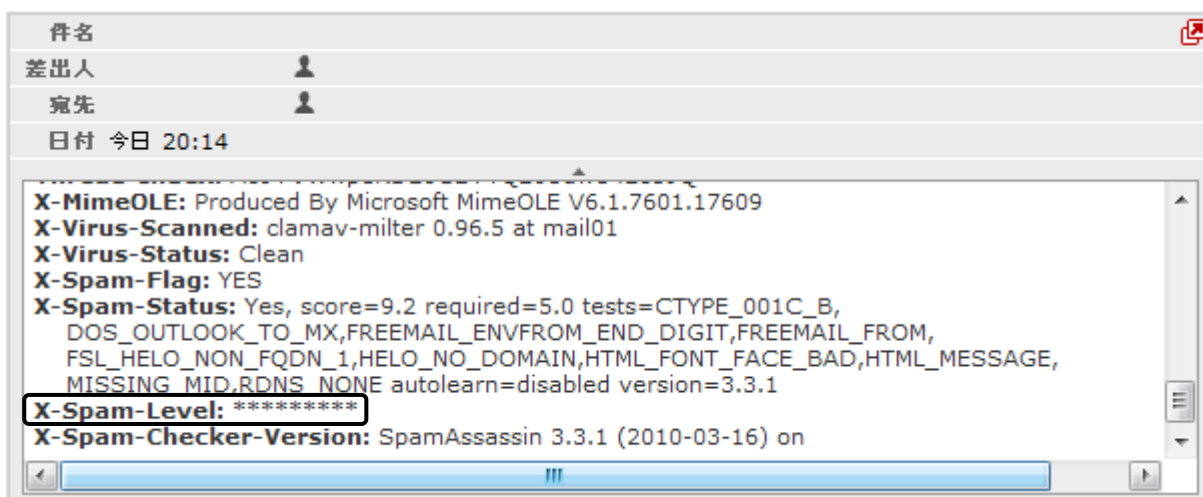 件名
差出人
宛先
日付 今日 20:14
X-MimeOLE: Produced By Microsoft MimeOLE V6.1.7601.17609
X-Virus-Scanned: clamav-milter 0.96.5 at mail01
X-Virus-Status: Clean
X-Spam-Flag: YES
X-Spam-Status: Yes, score=9.2 required=5.0 tests=CTYPE_001C_B,
DOS_OUTLOOK_TO_MX,FREEMAIL_ENVFROM_END_DIGIT,FREEMAIL_FROM,
FSL_HELO_NON_FQDN_1,HELO_NO_DOMAIN,HTML_FONT_FACE_BAD,HTML_MESSAGE,
MISSING_MID,RDNS_NONE autolearn=disabled version=3.3.1
X-Spam-Level: *********
X-Spam-Checker-Version: SpamAssassin 3.3.1 (2010-03-16) on